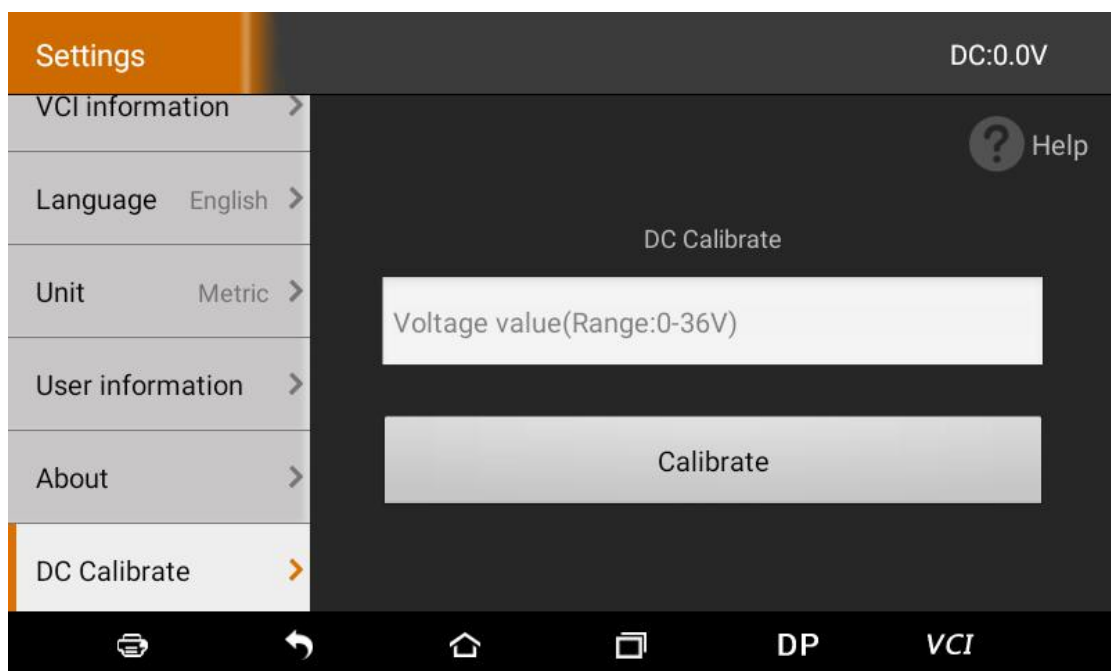 Settings
DC:0.0V
VCI information
Help
Language English
DC Calibrate
Unit Metric
Voltage value(Range:0-36V)
User information
About
Calibrate
DC Calibrate
DP VCI